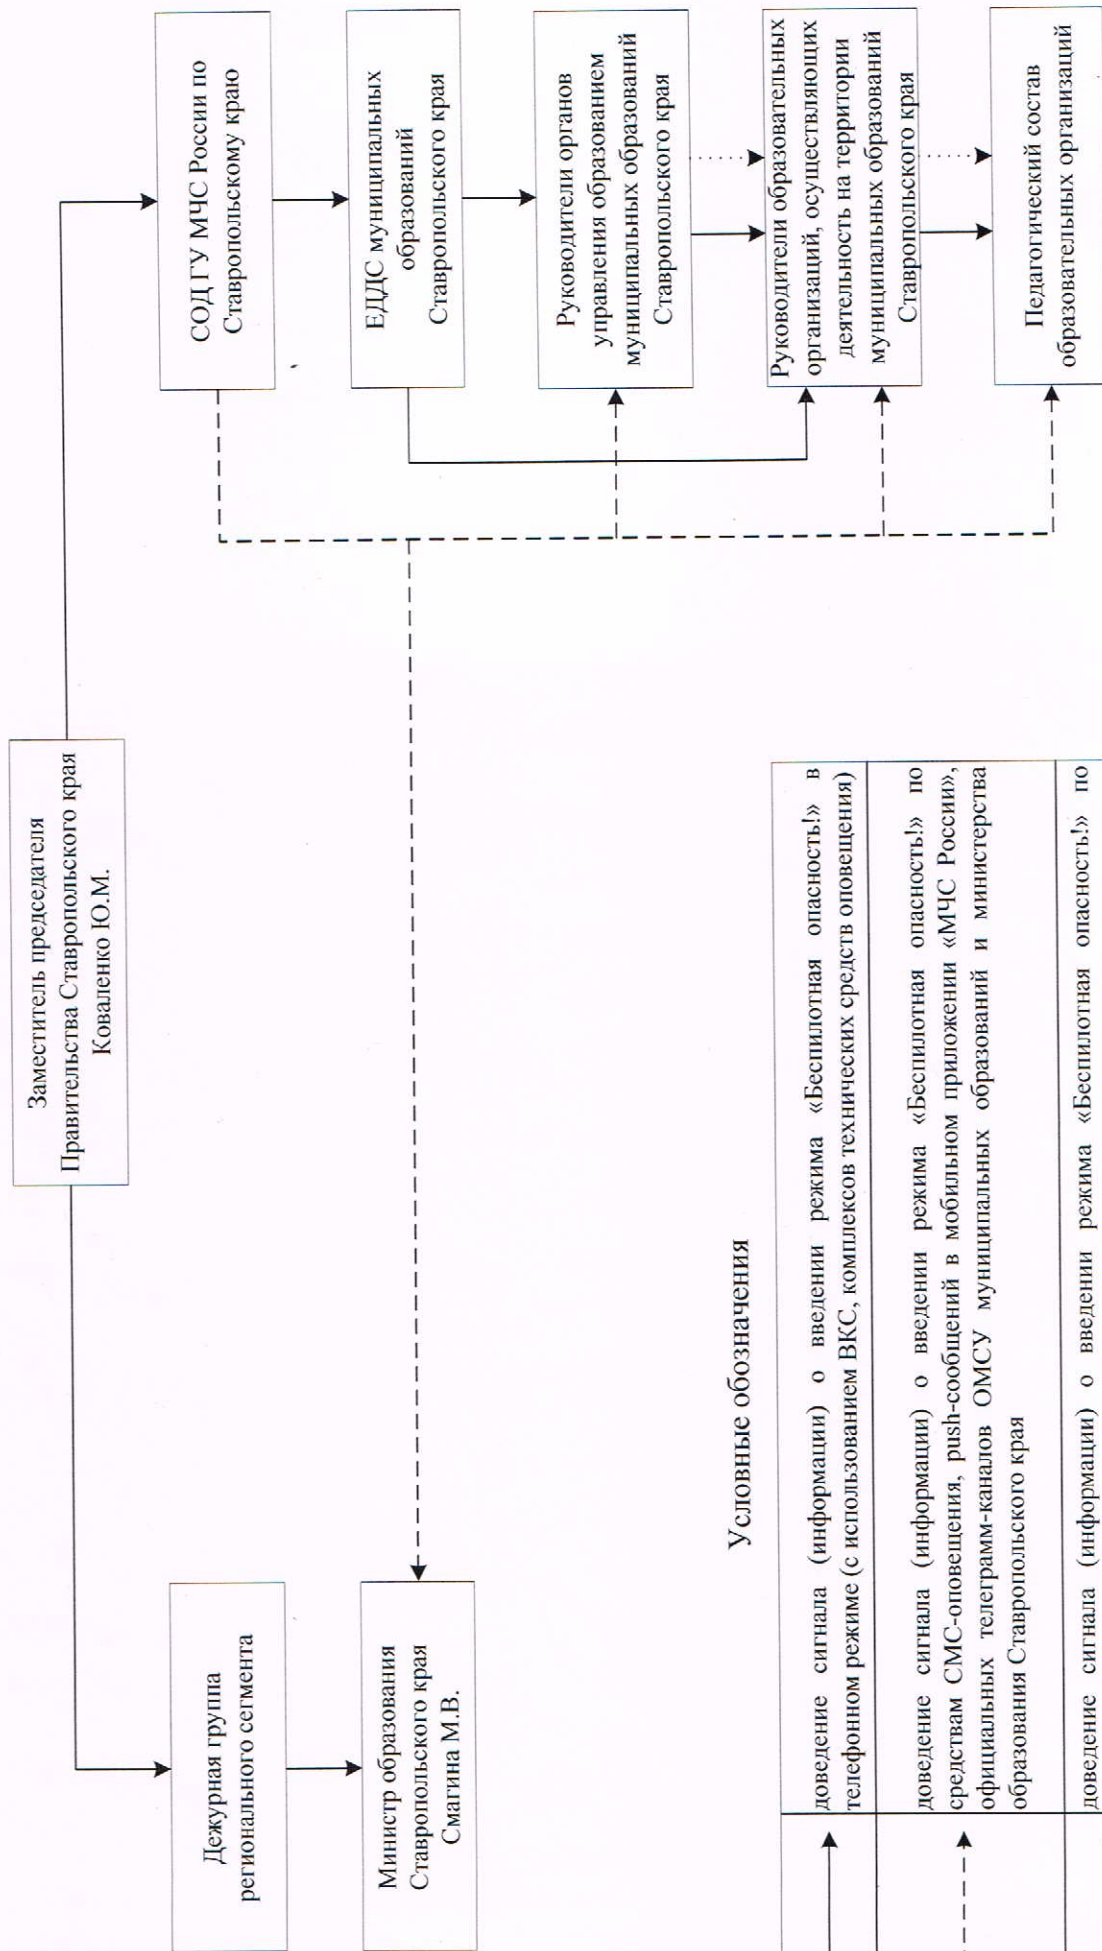 Заместитель председателя
Правительства Ставропольского края
Коваленко Ю.М.
Дежурная группа
регионального сегмента
Министр образования
Ставропольского края
Смагина М.В.
СОД ГУ МЧС России по
Ставропольскому краю
ЕДДС муниципальных
образований
Ставропольского края
Руководители органов
управления образованием
муниципальных образований
Ставропольского края
Руководители образовательных
организаций, осуществляющих
деятельность на территории
муниципальных образований
Ставропольского края
Педагогический состав
образовательных организаций
Условные обозначения
доведение сигнала (информации) о введении режима «Беспилотная опасность!» в
телефонном режиме (с использованием ВКС, комплексов технических средств оповещения)
доведение сигнала (информации) о введении режима «Беспилотная опасность!» по
средствам СМС-оповещения, push-сообщений в мобильном приложении «МЧС России»,
официальных телеграмм-каналов ОМСУ муниципальных образований и министерства
образования Ставропольского края
доведение сигнала (информации) о введении режима «Беспилотная опасность!» по